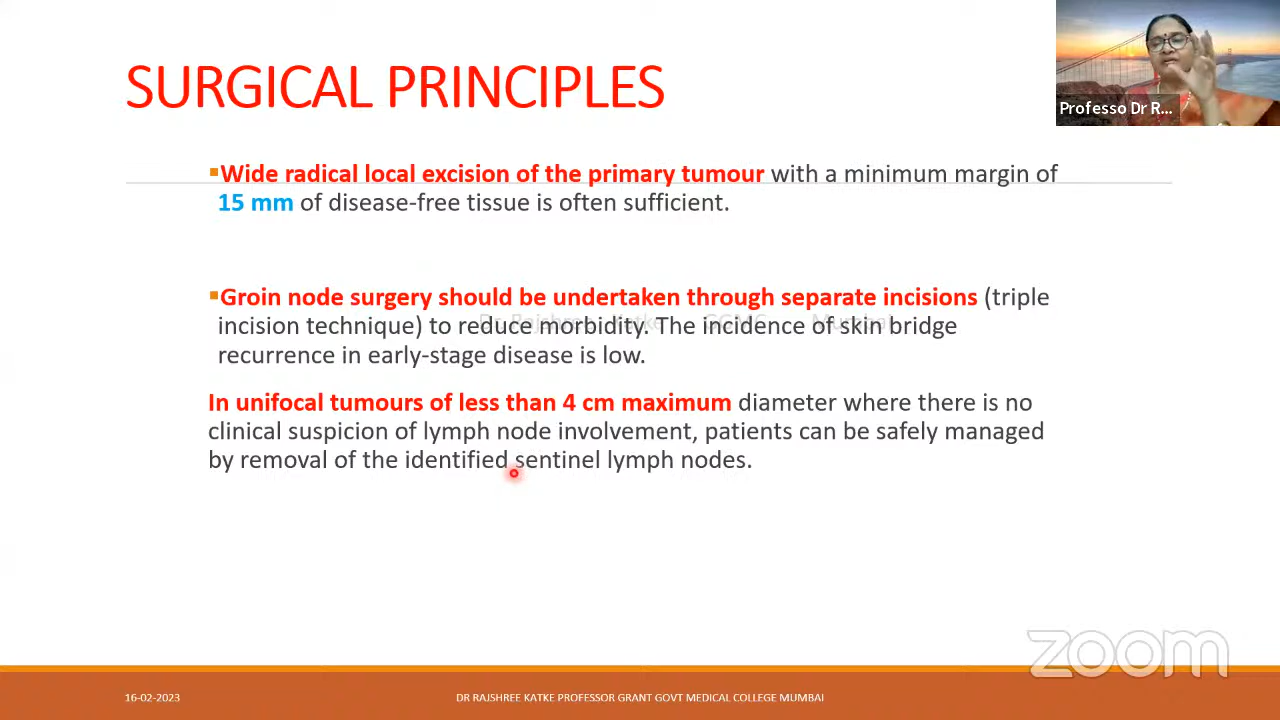 SURGICAL PRINCIPLES
Professo Dr R...
▪Wide radical local excision of the primary tumour with a minimum margin of
15 mm of disease-free tissue is often sufficient.
▪Groin node surgery should be undertaken through separate incisions (triple
incision technique) to reduce morbidity. The incidence of skin bridge
recurrence in early-stage disease is low.
In unifocal tumours of less than 4 cm maximum diameter where there is no
clinical suspicion of lymph node involvement, patients can be safely managed
by removal of the identified sentinel lymph nodes.
zoom
16-02-2023
DR RAJSHREE KATKE PROFESSOR GRANT GOVT MEDICAL COLLEGE MUMBAI